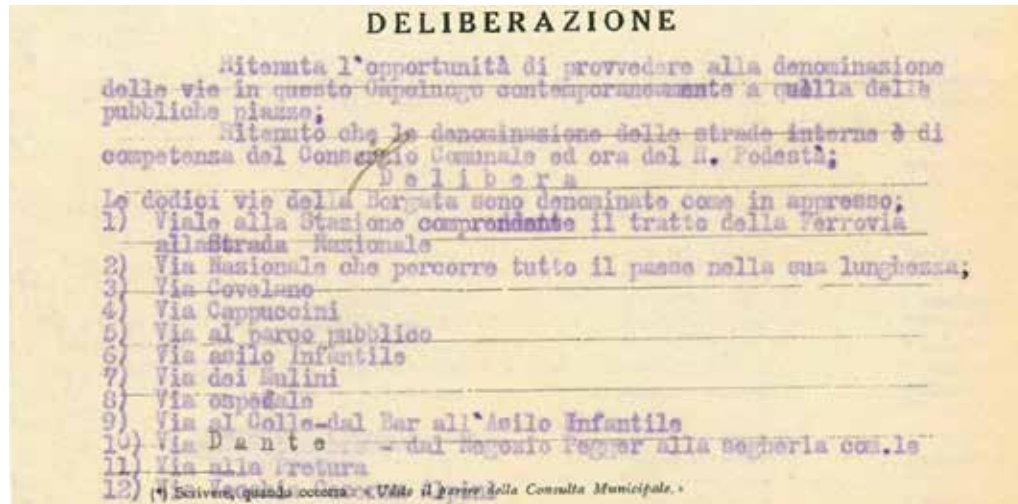 DELIBERAZIONE
Ritenuta l'opportunità di provvedere alla denominazione
delle vie in questo Capoluogo contemporaneamente a quella delle
pubbliche piazze;
Ritenuto che la denominazione delle strade interne è di
competenza del Consiglio Comunale ed ora del H. Podestà;
Delibera
Le dodici vie della Borgata sono denominate come in appresso;
1) Viale alla Stazione comprendente il tratto della Ferrovia
allaStrada Nazionale
2) Via Nazionale che percorre tutto il paese nella sua lunghezza;
3) Via Covelano
4) Via Cappuccini
5) Via al parco pubblico
6) Via asilo Infantile
7) Via dei Mulini
8) Via ospedale
9) Via al Colle-dal Bar all'Asilo Infantile
10) Via Dante - dal Negozio alla segheria com.le
11) Via alla Pretura
12) Via Vecchia
(*) Scrivere, quando occorra: « Udito il parere della Consulta Municipale. »